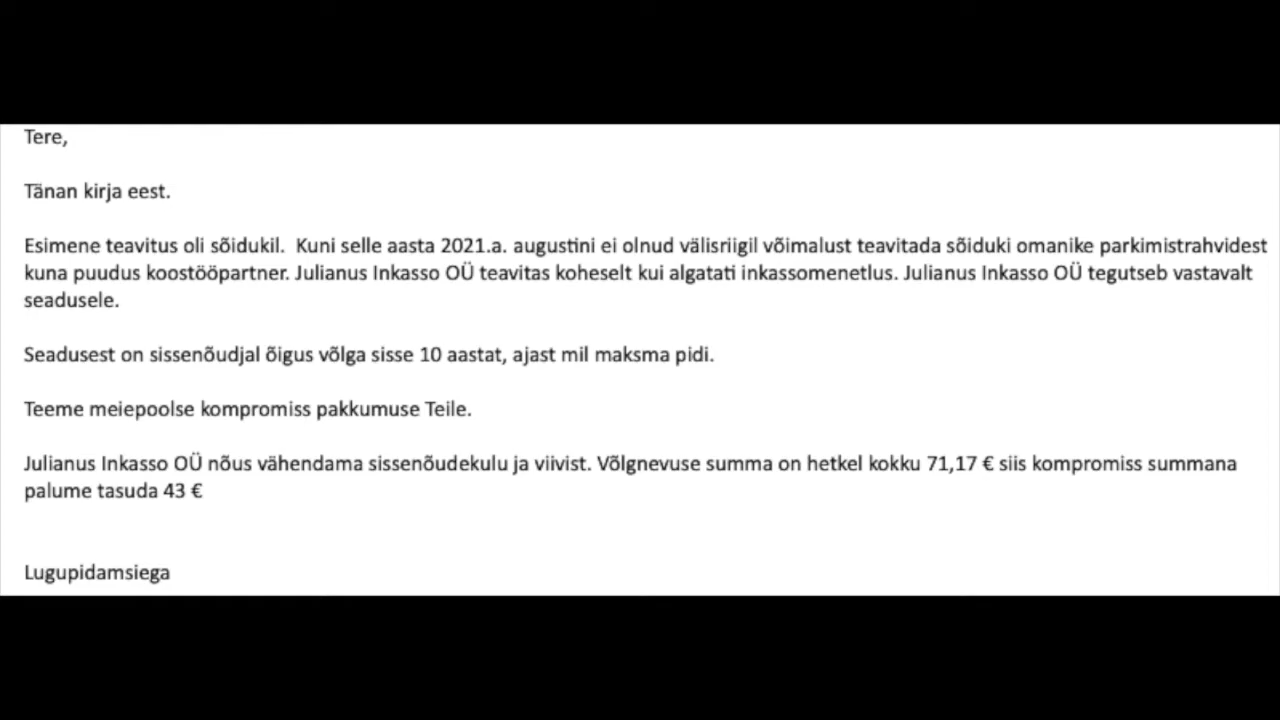 Tere,
Tänan kirja eest.
Esimene teavitus oli sõidukil.  Kuni selle aasta 2021.a. augustini ei olnud välisriigil võimalust teavitada sõiduki omanike parkimistrahvidest
kuna puudus koostööpartner. Julianus Inkasso OÜ teavitas koheselt kui algatati inkassomenetlus. Julianus Inkasso OÜ tegutseb vastavalt
seadusele.
Seadusest on sissenõudjal õigus võlga sisse 10 aastat, ajast mil maksma pidi.
Teeme meiepoolse kompromiss pakkumuse Teile.
Julianus Inkasso OÜ nõus vähendama sissenõudekulu ja viivist. Võlgnevuse summa on hetkel kokku 71,17 € siis kompromiss summana
palume tasuda 43 €
Lugupidamsiega